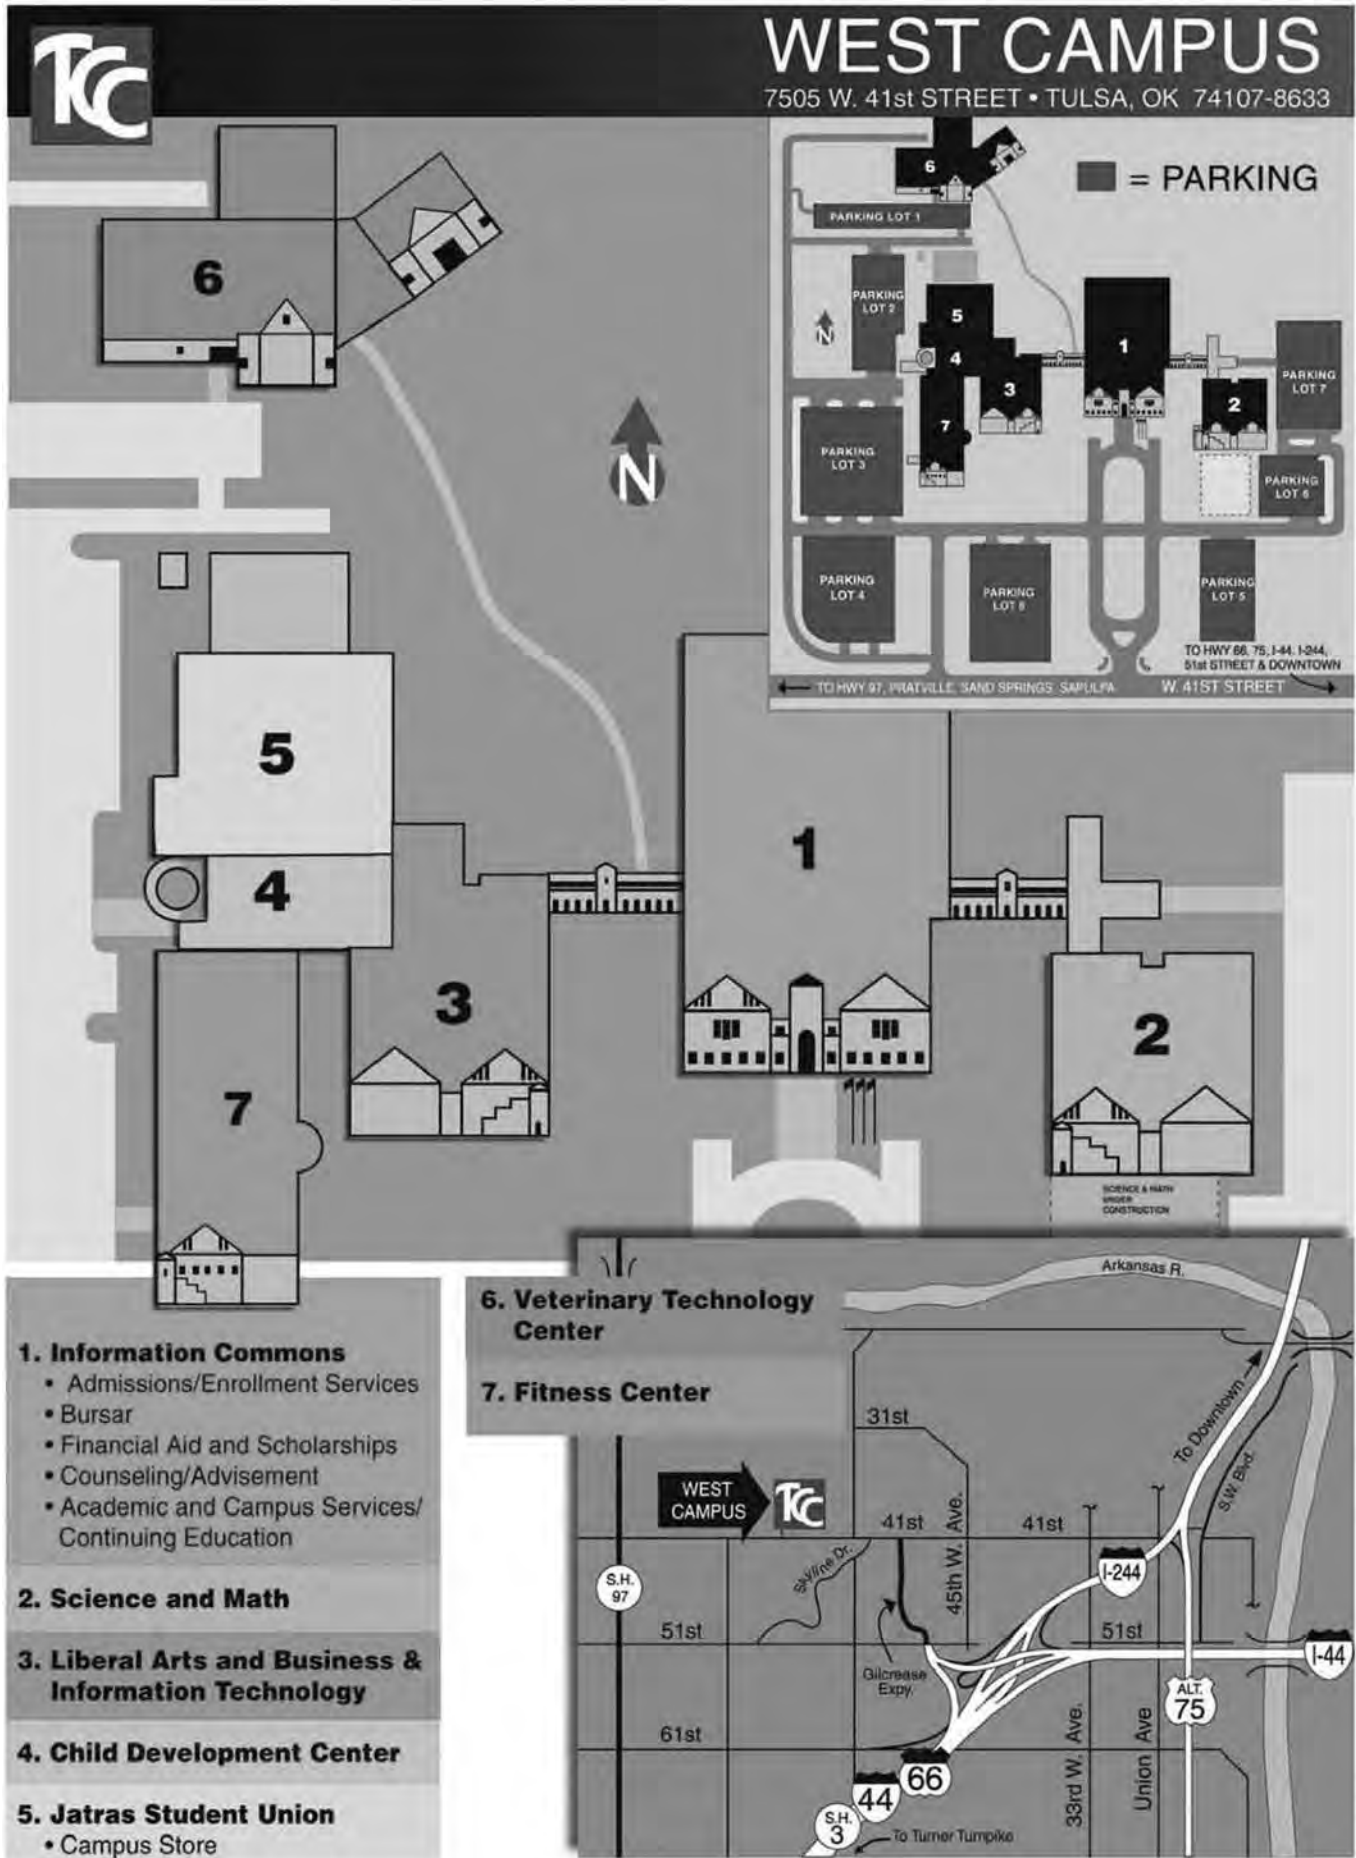 TCC
WEST CAMPUS
7505 W. 41st STREET • TULSA, OK 74107-8633
= PARKING
6
PARKING LOT 1
PARKING
LOT 2
N
5
4
3
7
1
2
PARKING
LOT 7
PARKING
LOT 3
PARKING
LOT 6
PARKING
LOT 4
PARKING
LOT 8
PARKING
LOT 5
TO HWY 66, 75, I-44, I-244,
51st STREET & DOWNTOWN
TO HWY 97, PRATVILLE, SAND SPRINGS, SAPULPA
W. 41ST STREET
6
N
5
4
3
7
1
2
SCIENCE & MATH
UNDER
CONSTRUCTION
1. Information Commons
• Admissions/Enrollment Services
• Bursar
• Financial Aid and Scholarships
• Counseling/Advisement
• Academic and Campus Services/
Continuing Education
2. Science and Math
3. Liberal Arts and Business &
Information Technology
4. Child Development Center
5. Jatras Student Union
• Campus Store
6. Veterinary Technology
Center
7. Fitness Center
Arkansas R.
To Downtown
S.W. Blvd.
31st
WEST
CAMPUS
TCC
41st
45th W. Ave.
41st
Skyline Dr.
S.H.
97
I-244
51st
51st
I-44
Gilcrease
Expy.
ALT.
75
61st
33rd W. Ave.
Union Ave
66
44
S.H.
3
To Turner Turnpike